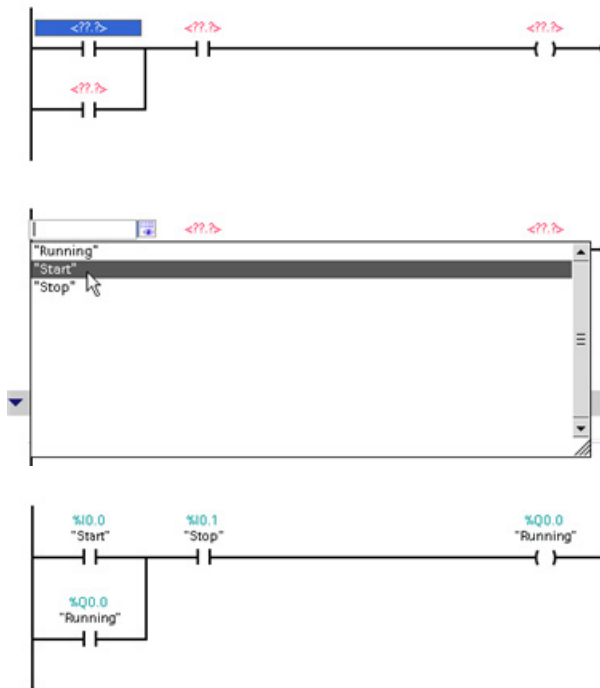 <??.?> <??.?> <??.?>
<??.?>
<??.?> <??.?>
"Running"
"Start"
"Stop"
%I0.0 %I0.1 %Q0.0
"Start" "Stop" "Running"
%Q0.0
"Running"